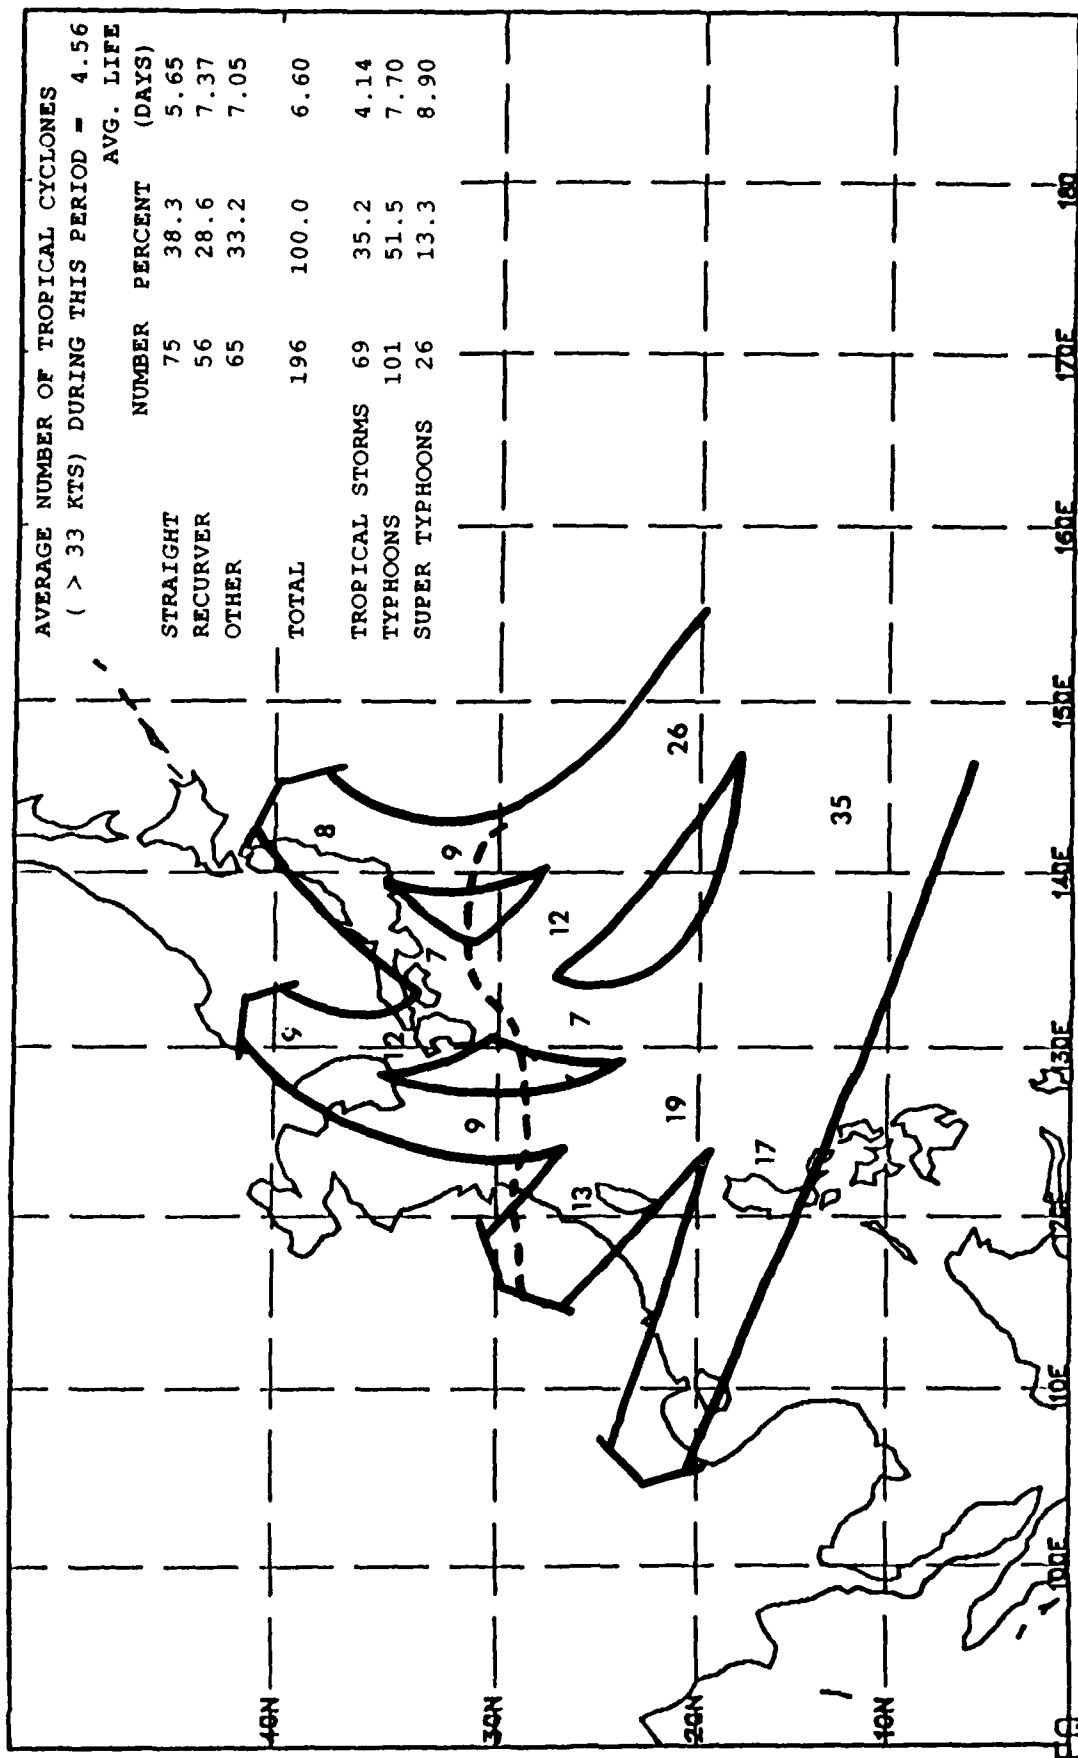 AVERAGE NUMBER OF TROPICAL CYCLONES
( > 33 KTS) DURING THIS PERIOD = 4.56
AVG. LIFE
NUMBER PERCENT (DAYS)
STRAIGHT 75 38.3 5.65
RECURVER 56 28.6 7.37
OTHER 65 33.2 7.05
TOTAL 196 100.0 6.60
TROPICAL STORMS 69 35.2 4.14
TYPHOONS 101 51.5 7.70
SUPER TYPHOONS 26 13.3 8.90
40N
30N
20N
10N
8
9
9
7
12
12
7
9
26
19
13
17
35
100E
110E
120E
130E
140E
150E
160E
170E
180